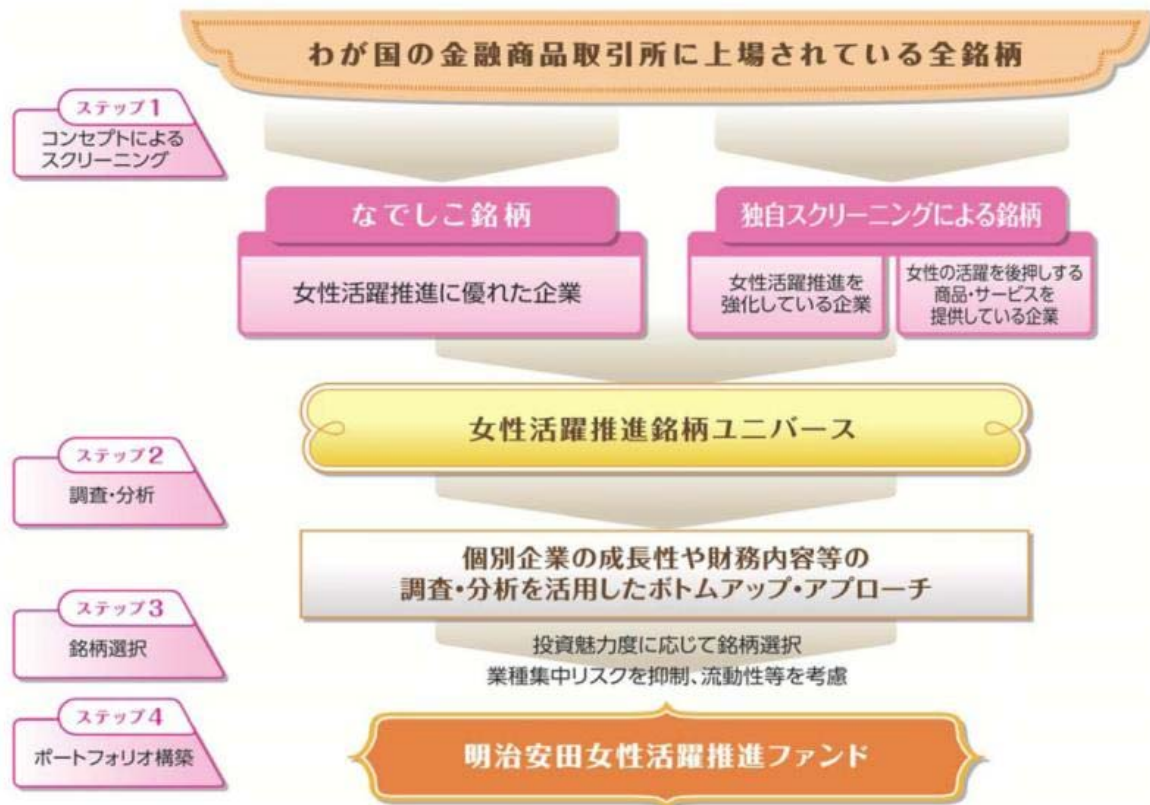 わが国の金融商品取引所に上場されている全銘柄
ステップ1
コンセプトによる
スクリーニング
なでしこ銘柄
女性活躍推進に優れた企業
独自スクリーニングによる銘柄
女性活躍推進を
強化している企業
女性の活躍を後押しする
商品・サービスを
提供している企業
女性活躍推進銘柄ユニバース
ステップ2
調査・分析
個別企業の成長性や財務内容等の
調査・分析を活用したボトムアップ・アプローチ
ステップ3
銘柄選択
投資魅力度に応じて銘柄選択
業種集中リスクを抑制、流動性等を考慮
ステップ4
ポートフォリオ構築
明治安田女性活躍推進ファンド